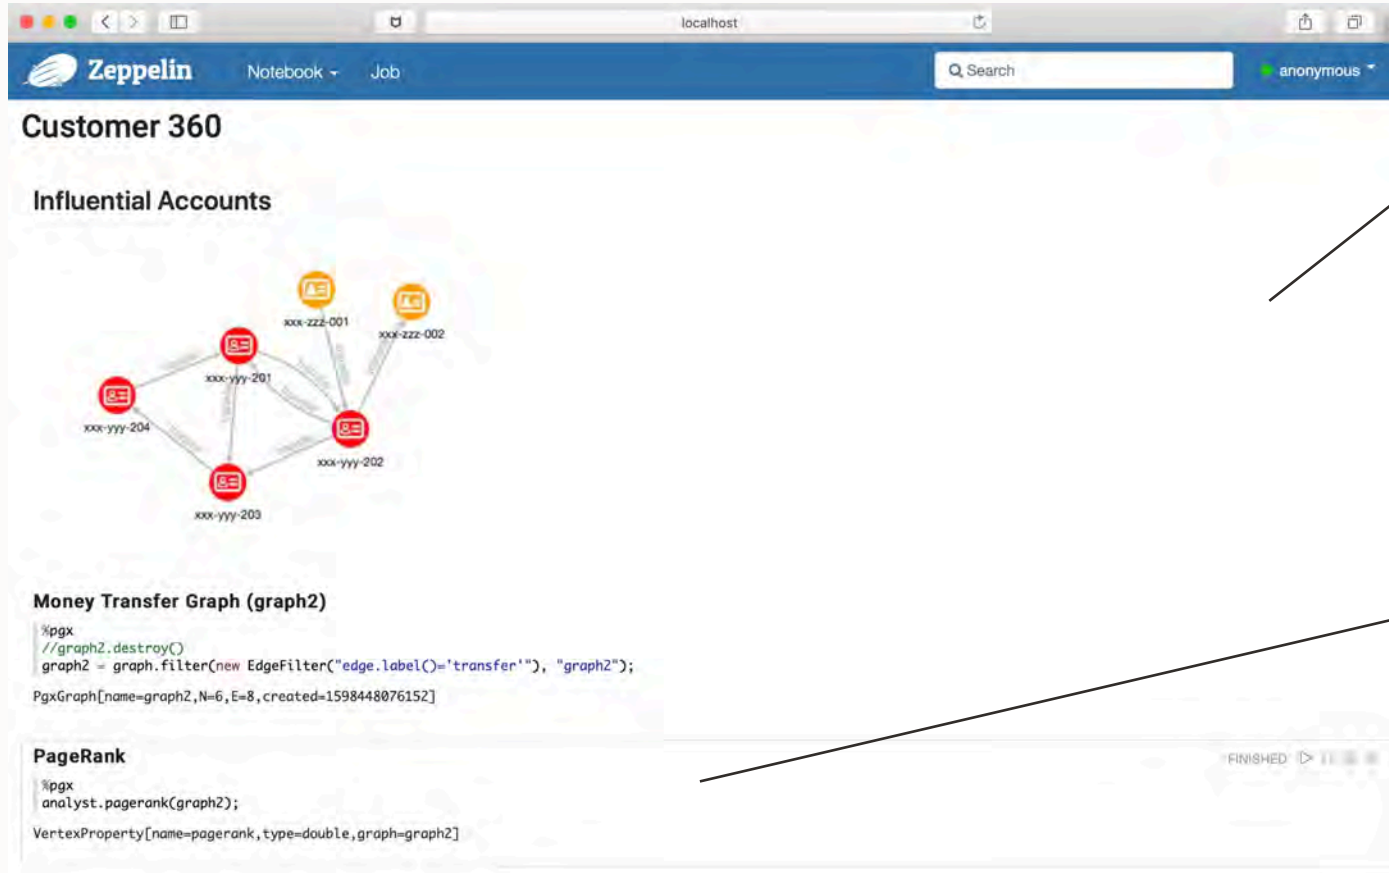 localhost
Zeppelin Notebook Job Search anonymous
Customer 360
Influential Accounts
xxx-zzz-001
xxx-zzz-002
xxx-yyy-201
xxx-yyy-204
xxx-yyy-202
xxx-yyy-203
Money Transfer Graph (graph2)
%pgx
//graph2.destroy()
graph2 = graph.filter(new EdgeFilter("edge.label()='transfer'"), "graph2");
PgxGraph[name=graph2,N=6,E=8,created=1598448076152]
PageRank
FINISHED
%pgx
analyst.pagerank(graph2);
VertexProperty[name=pagerank,type=double,graph=graph2]